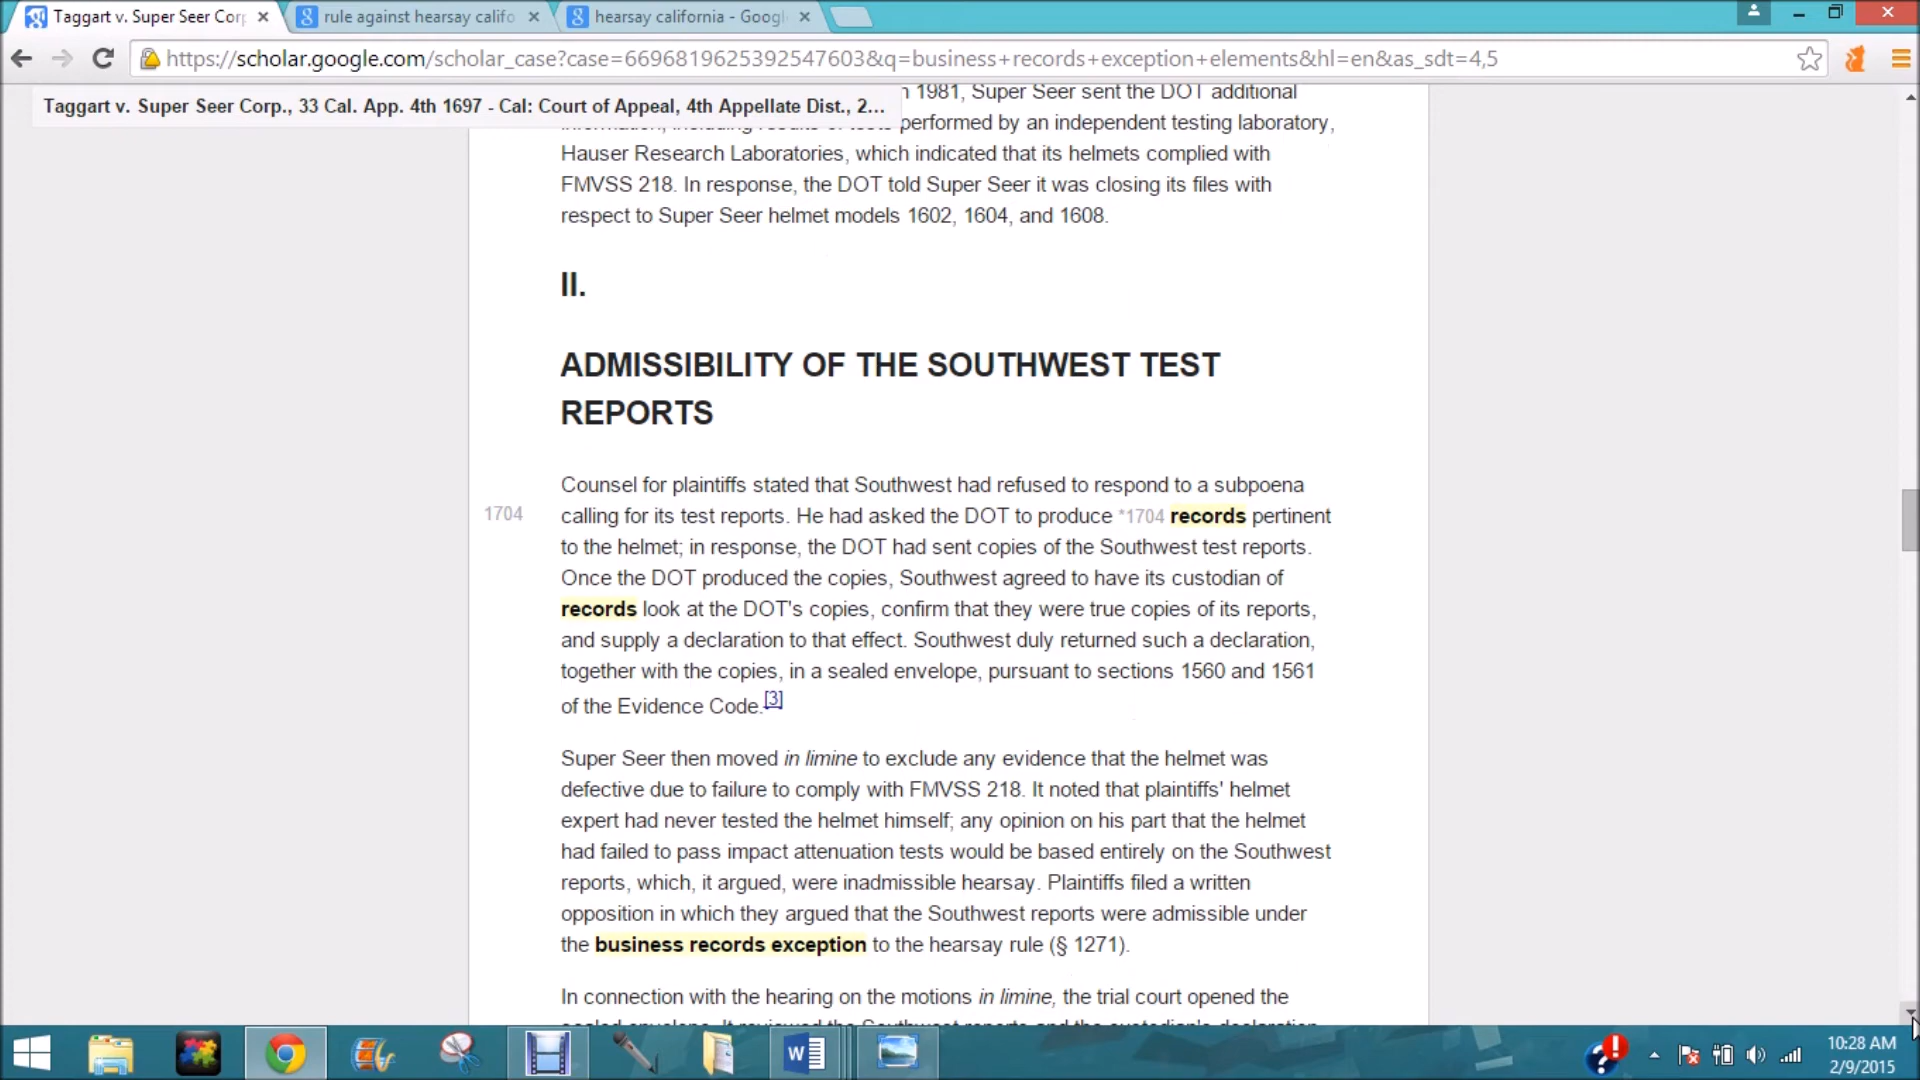 Taggart v. Super Seer Corp
rule against hearsay califo
hearsay california - Googl
https://scholar.google.com/scholar_case?case=6696819625392547603&q=business+records+exception+elements&hl=en&as_sdt=4,5
Taggart v. Super Seer Corp., 33 Cal. App. 4th 1697 - Cal: Court of Appeal, 4th Appellate Dist., 2...
n 1981, Super Seer sent the DOT additional
performed by an independent testing laboratory,
Hauser Research Laboratories, which indicated that its helmets complied with
FMVSS 218. In response, the DOT told Super Seer it was closing its files with
respect to Super Seer helmet models 1602, 1604, and 1608.
II.
ADMISSIBILITY OF THE SOUTHWEST TEST
REPORTS
Counsel for plaintiffs stated that Southwest had refused to respond to a subpoena
1704 calling for its test reports. He had asked the DOT to produce *1704 records pertinent
to the helmet; in response, the DOT had sent copies of the Southwest test reports.
Once the DOT produced the copies, Southwest agreed to have its custodian of
records look at the DOT's copies, confirm that they were true copies of its reports,
and supply a declaration to that effect. Southwest duly returned such a declaration,
together with the copies, in a sealed envelope, pursuant to sections 1560 and 1561
of the Evidence Code.[3]
Super Seer then moved in limine to exclude any evidence that the helmet was
defective due to failure to comply with FMVSS 218. It noted that plaintiffs' helmet
expert had never tested the helmet himself; any opinion on his part that the helmet
had failed to pass impact attenuation tests would be based entirely on the Southwest
reports, which, it argued, were inadmissible hearsay. Plaintiffs filed a written
opposition in which they argued that the Southwest reports were admissible under
the business records exception to the hearsay rule (§ 1271).
In connection with the hearing on the motions in limine, the trial court opened the
10:28 AM
2/9/2015